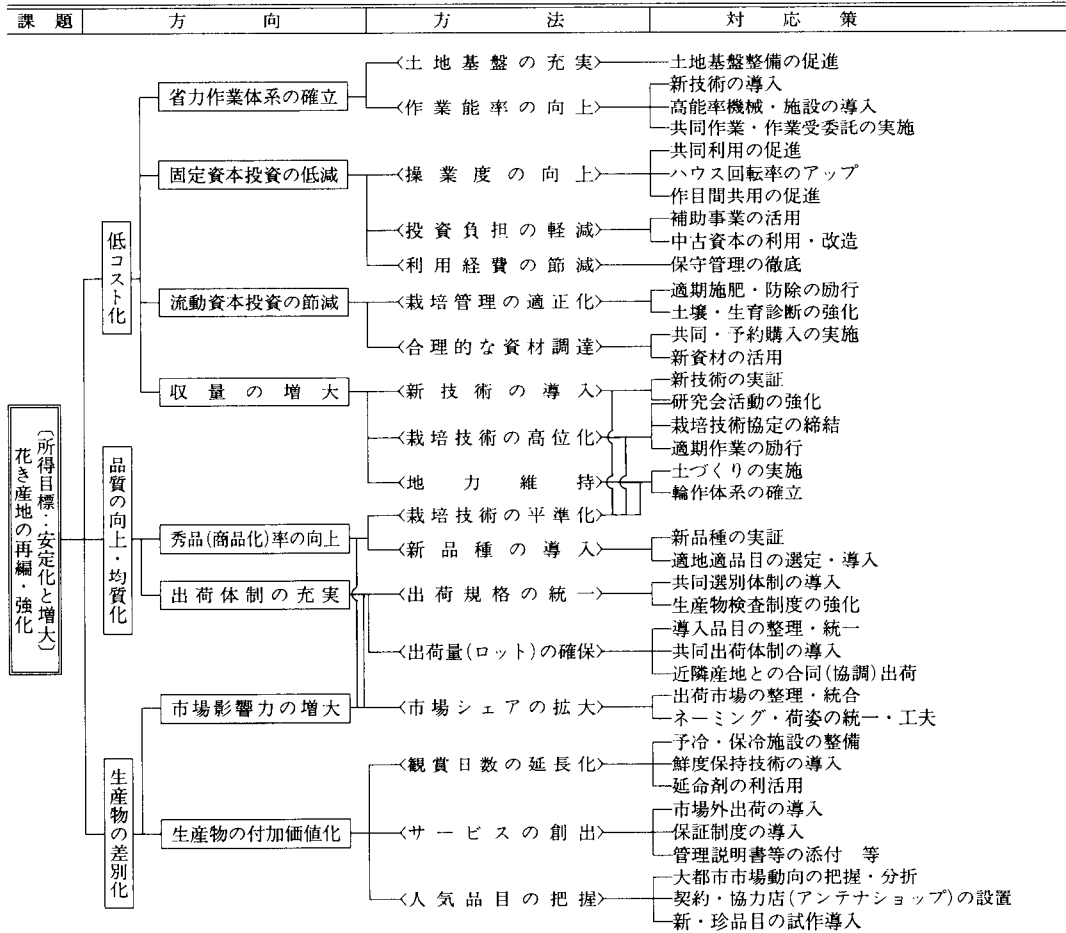 課題 方向 方法 対応策
花き産地の再編・強化
〔所得目標：安定化と増大〕
低コスト化
省力作業体系の確立
〈土地基盤の充実〉
土地基盤整備の促進
〈作業能率の向上〉
新技術の導入
高能率機械・施設の導入
共同作業・作業受委託の実施
固定資本投資の低減
〈操業度の向上〉
共同利用の促進
ハウス回転率のアップ
作目間共用の促進
〈投資負担の軽減〉
補助事業の活用
中古資本の利用・改造
〈利用経費の節減〉
保守管理の徹底
流動資本投資の節減
〈栽培管理の適正化〉
適期施肥・防除の励行
土壌・生育診断の強化
〈合理的な資材調達〉
共同・予約購入の実施
新資材の活用
収量の増大
〈新技術の導入〉
新技術の実証
研究会活動の強化
〈栽培技術の高位化〉
栽培技術協定の締結
適期作業の励行
〈地力維持〉
土づくりの実施
輪作体系の確立
品質の向上・均質化
秀品(商品化)率の向上
〈栽培技術の平準化〉
〈新品種の導入〉
新品種の実証
適地適品目の選定・導入
出荷体制の充実
〈出荷規格の統一〉
共同選別体制の導入
生産物検査制度の強化
〈出荷量(ロット)の確保〉
導入品目の整理・統一
共同出荷体制の導入
近隣産地との合同(協調)出荷
生産物の差別化
市場影響力の増大
〈市場シェアの拡大〉
出荷市場の整理・統合
ネーミング・荷姿の統一・工夫
生産物の付加価値化
〈観賞日数の延長化〉
予冷・保冷施設の整備
鮮度保持技術の導入
延命剤の利活用
〈サービスの創出〉
市場外出荷の導入
保証制度の導入
管理説明書等の添付 等
〈人気品目の把握〉
大都市市場動向の把握・分折
契約・協力店(アンテナショップ)の設置
新・珍品目の試作導入